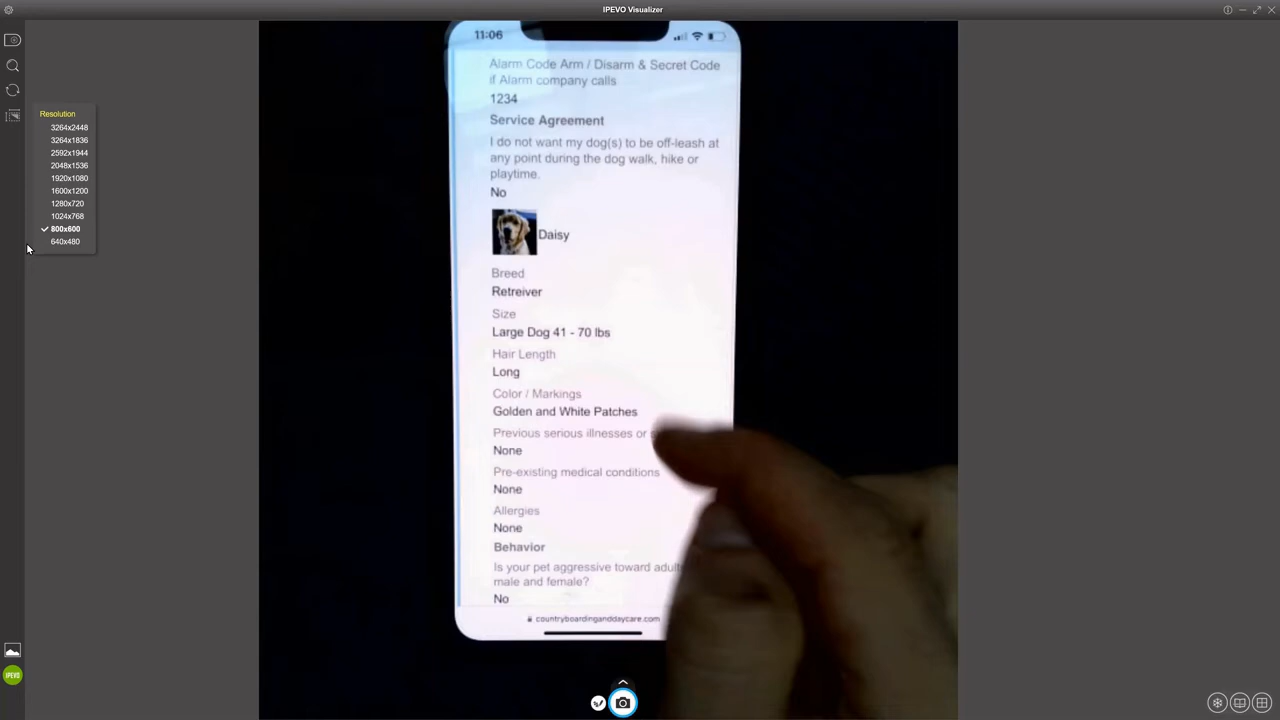 IPEVO Visualizer
11:06
Alarm Code Arm / Disarm & Secret Code
if Alarm company calls
1234
Service Agreement
I do not want my dog(s) to be off-leash at
any point during the dog walk, hike or
playtime.
No
Daisy
Breed
Retreiver
Size
Large Dog 41 - 70 lbs
Hair Length
Long
Color / Markings
Golden and White Patches
Previous serious illnesses or
None
Pre-existing medical conditions
None
Allergies
None
Behavior
Is your pet aggressive toward
male and female?
No
countryboardinganddaycare.com
Resolution
3264x2448
3264x1836
2592x1944
2048x1536
1920x1080
1600x1200
1280x720
1024x768
800x600
640x480
IPEVO